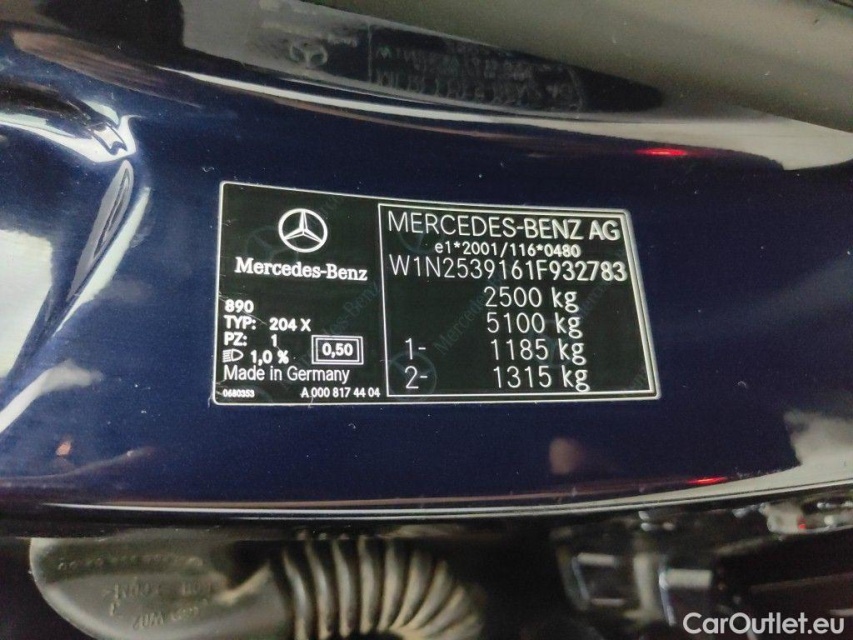 Mercedes-Benz
890
TYP: 204 X
PZ: 1
1,0 % 0,50
Made in Germany
0680353 A 000 817 44 04
MERCEDES-BENZ AG
e1*2001/116*0480
W1N2539161F932783
2500 kg
5100 kg
1- 1185 kg
2- 1315 kg
CarOutlet.eu